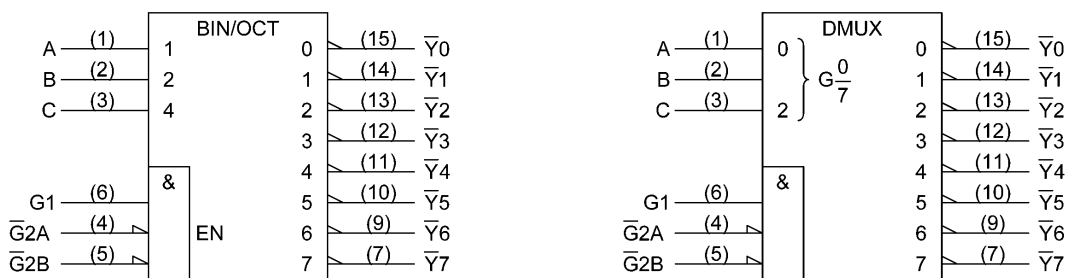 BIN/OCT
A (1) 1 0 (15) Y̅0
B (2) 2 1 (14) Y̅1
C (3) 4 2 (13) Y̅2
3 (12) Y̅3
4 (11) Y̅4
&
G1 (6) 5 (10) Y̅5
G̅2A (4) EN 6 (9) Y̅6
G̅2B (5) 7 (7) Y̅7
DMUX
A (1) 0 0 (15) Y̅0
B (2) G 0/7 1 (14) Y̅1
C (3) 2 2 (13) Y̅2
3 (12) Y̅3
4 (11) Y̅4
&
G1 (6) 5 (10) Y̅5
G̅2A (4) 6 (9) Y̅6
G̅2B (5) 7 (7) Y̅7